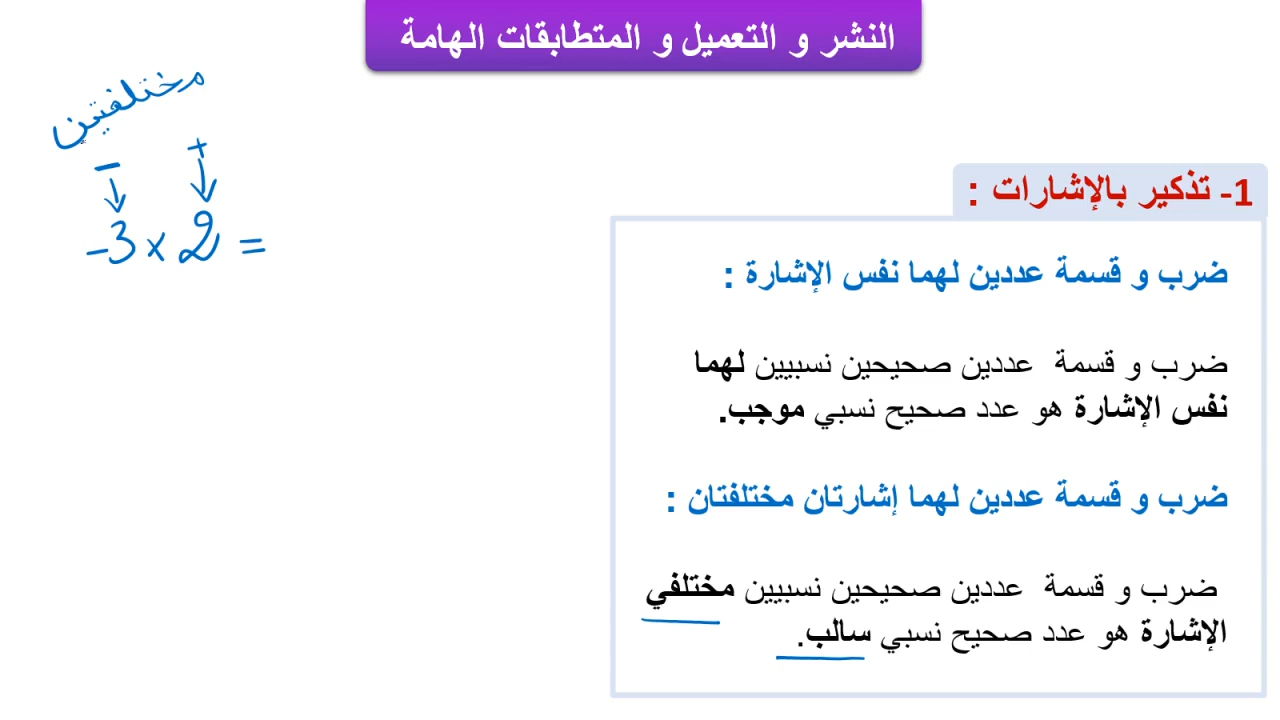 النشر و التعميل و المتطابقات الهامة
مختلفتين
- +
-3 × 2 =
1- تذكير بالإشارات :
ضرب و قسمة عددين لهما نفس الإشارة :
ضرب و قسمة عددين صحيحين نسبيين لهما
نفس الإشارة هو عدد صحيح نسبي موجب.
ضرب و قسمة عددين لهما إشارتان مختلفتان :
ضرب و قسمة عددين صحيحين نسبيين مختلفي
الإشارة هو عدد صحيح نسبي سالب.